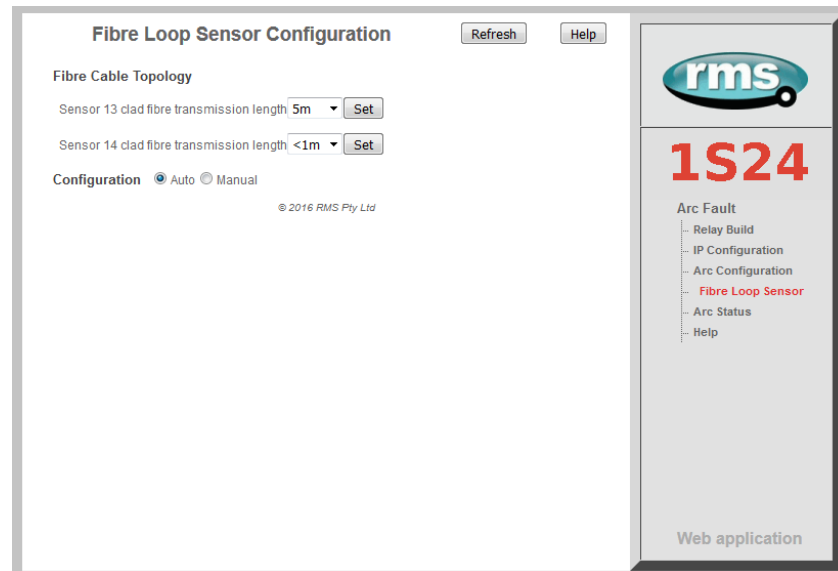 Fibre Loop Sensor Configuration Refresh Help
Fibre Cable Topology
Sensor 13 clad fibre transmission length 5m Set
Sensor 14 clad fibre transmission length <1m Set
Configuration Auto Manual
© 2016 RMS Pty Ltd
rms
1S24
Arc Fault
Relay Build
IP Configuration
Arc Configuration
Fibre Loop Sensor
Arc Status
Help
Web application